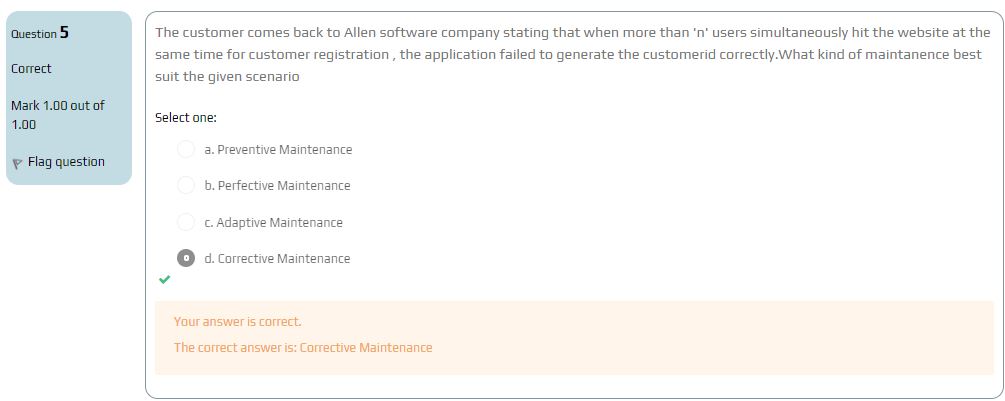 Question 5
Correct
Mark 1.00 out of
1.00
Flag question
The customer comes back to Allen software company stating that when more than 'n' users simultaneously hit the website at the
same time for customer registration , the application failed to generate the customerid correctly.What kind of maintanence best
suit the given scenario
Select one:
a. Preventive Maintenance
b. Perfective Maintenance
c. Adaptive Maintenance
d. Corrective Maintenance
Your answer is correct.
The correct answer is: Corrective Maintenance